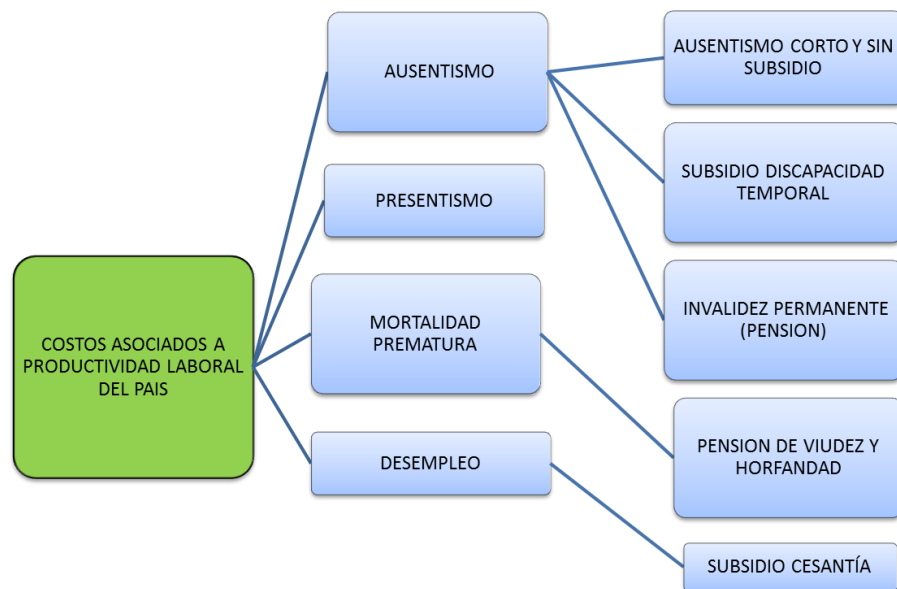 COSTOS ASOCIADOS A
PRODUCTIVIDAD LABORAL
DEL PAIS
AUSENTISMO
PRESENTISMO
MORTALIDAD
PREMATURA
DESEMPLEO
AUSENTISMO CORTO Y SIN
SUBSIDIO
SUBSIDIO DISCAPACIDAD
TEMPORAL
INVALIDEZ PERMANENTE
(PENSION)
PENSION DE VIUDEZ Y
HORFANDAD
SUBSIDIO CESANTÍA